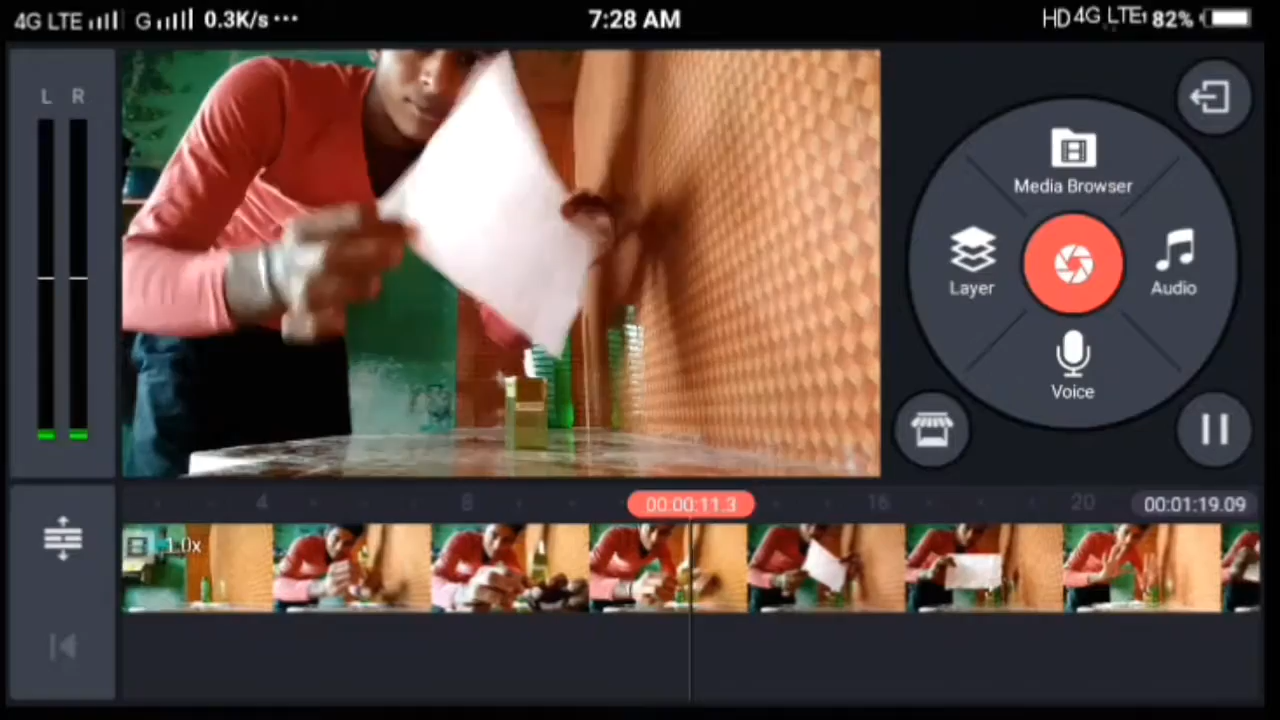 4G LTE G 0.3K/s ··· 7:28 AM HD 4G LTE1 82%
L R
Media Browser
Layer
Audio
Voice
4 8 00:00:11.3 16 20 00:01:19.09
1.0x